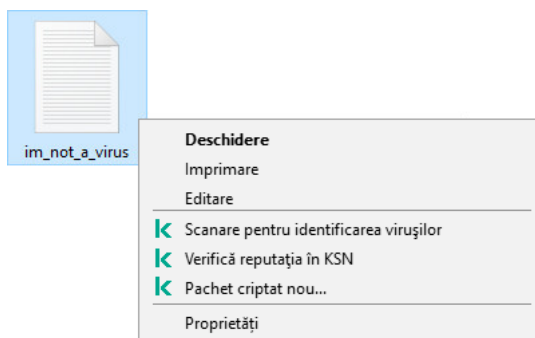 im_not_a_virus
Deschidere
Imprimare
Editare
Scanare pentru identificarea viruşilor
Verifică reputaţia în KSN
Pachet criptat nou...
Proprietăți